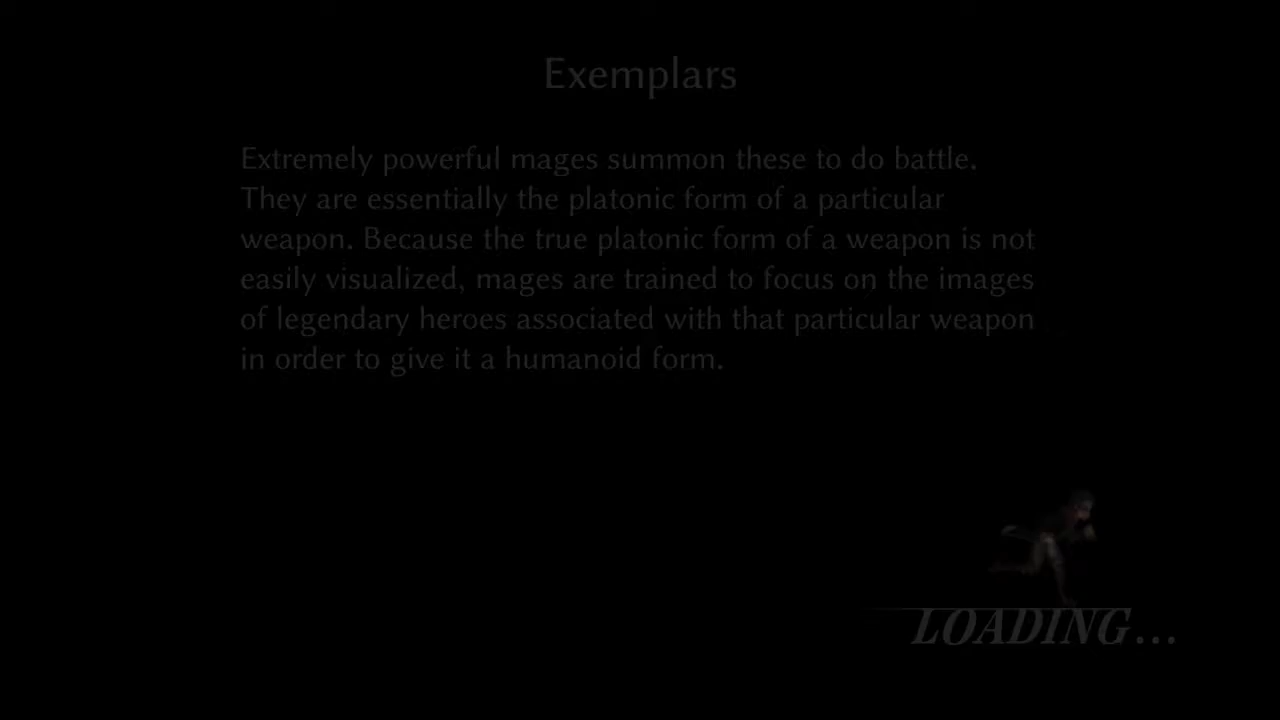 Exemplars
Extremely powerful mages summon these to do battle.
They are essentially the platonic form of a particular
weapon. Because the true platonic form of a weapon is not
easily visualized, mages are trained to focus on the images
of legendary heroes associated with that particular weapon
in order to give it a humanoid form.
LOADING...